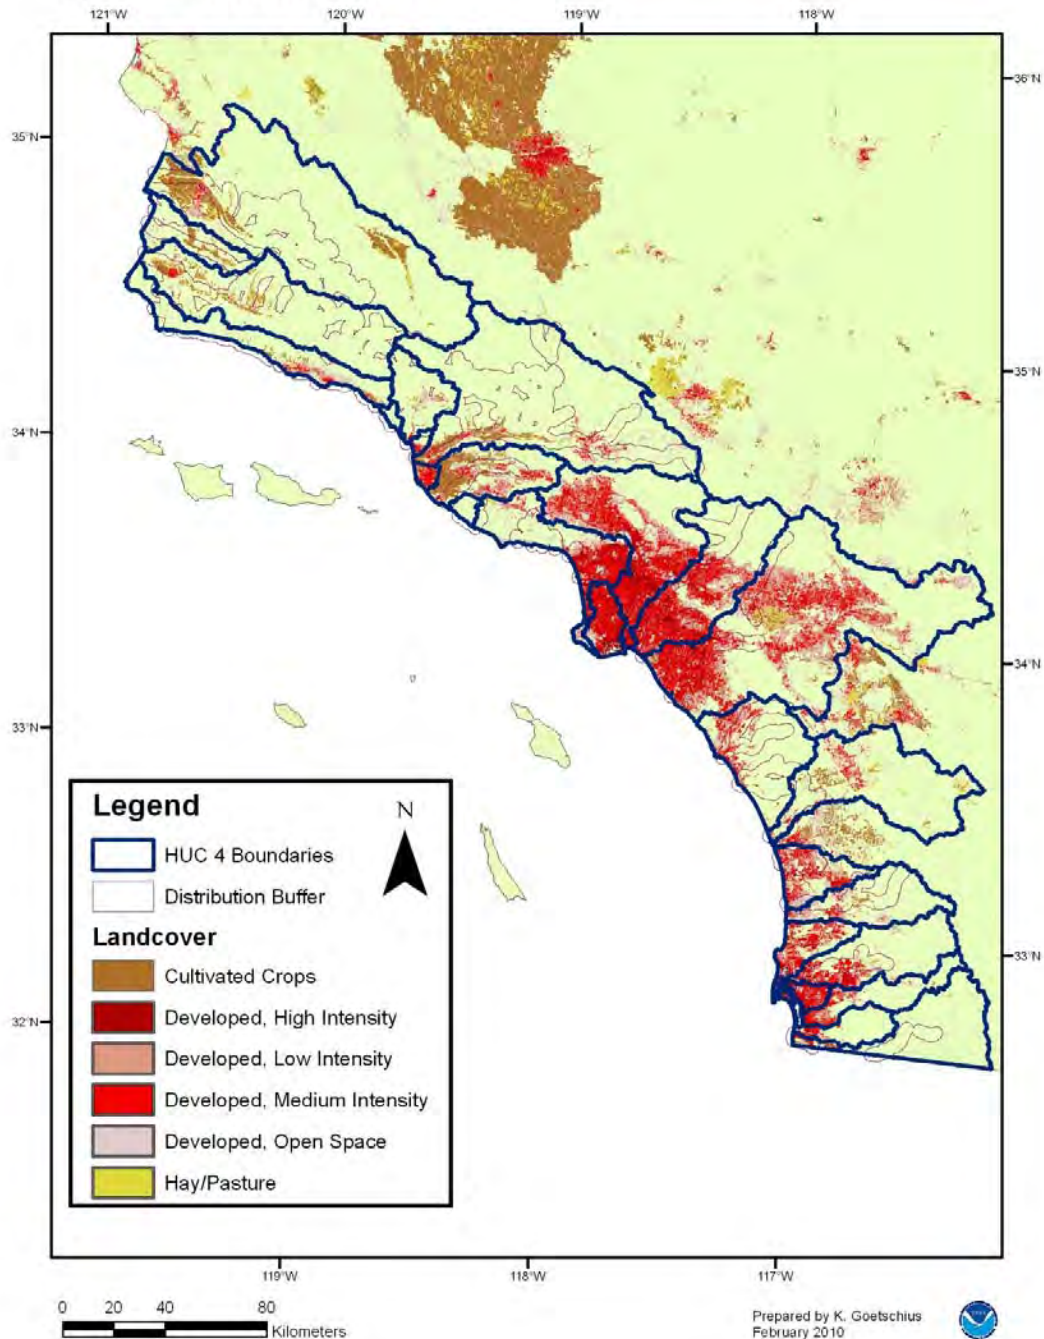 121°W 120°W 119°W 118°W
36°N
35°N
35°N
34°N
34°N
33°N
33°N
32°N
Legend
N
HUC 4 Boundaries
Distribution Buffer
Landcover
Cultivated Crops
Developed, High Intensity
Developed, Low Intensity
Developed, Medium Intensity
Developed, Open Space
Hay/Pasture
119°W 118°W 117°W
0 20 40 80
Kilometers
Prepared by K. Goetschius
February 2010